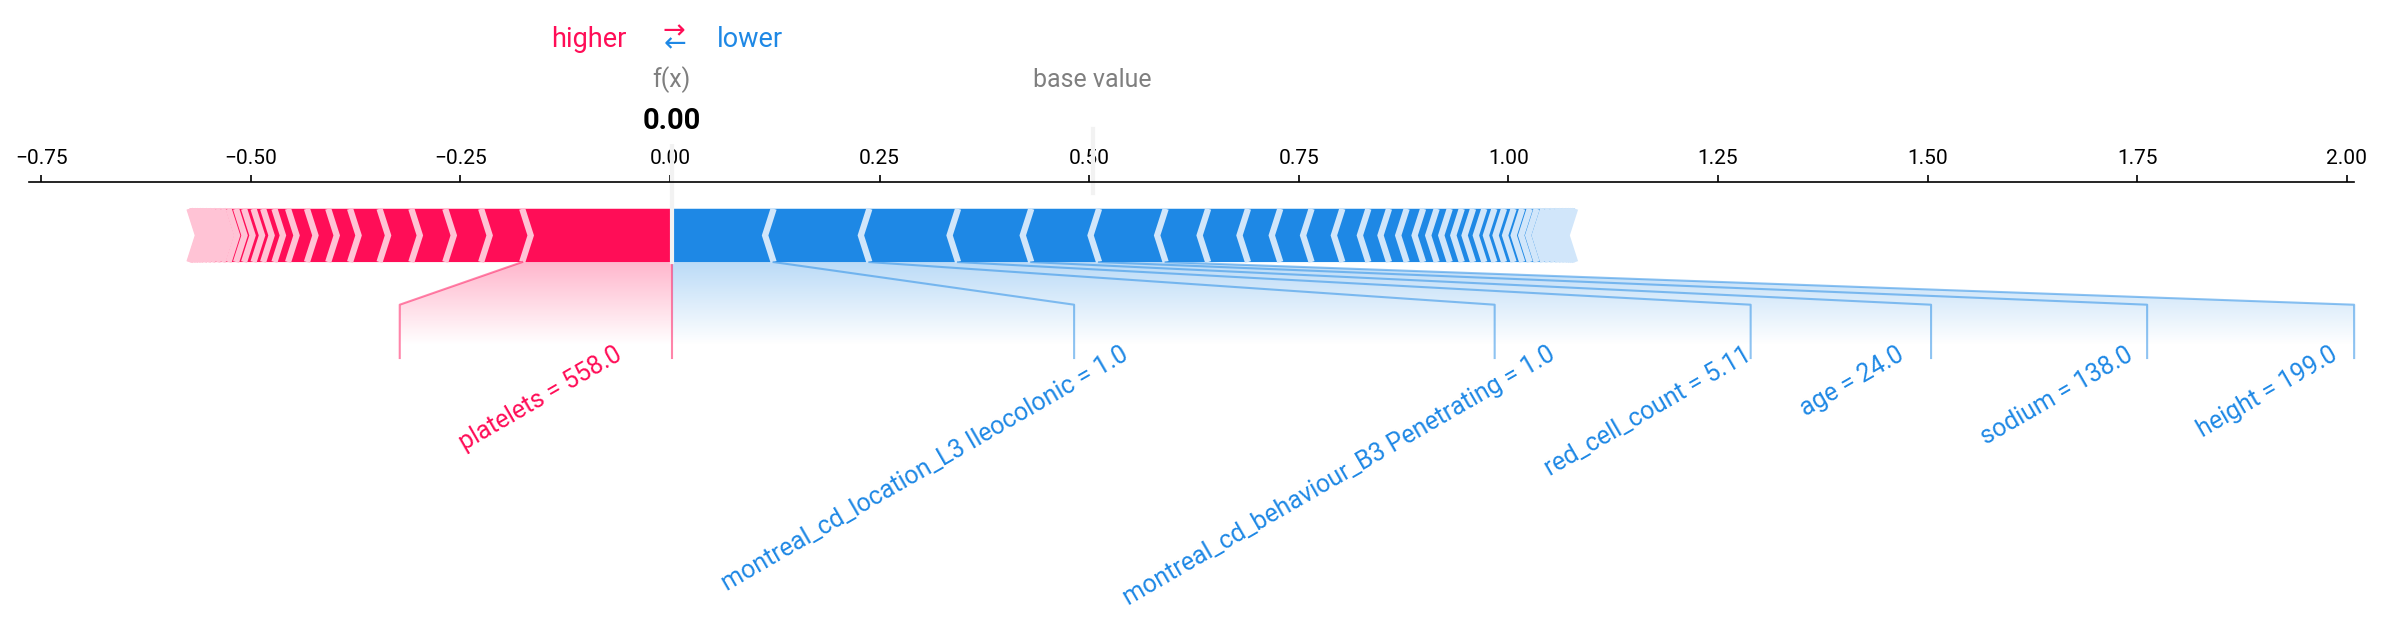 higher ⇄ lower
f(x) base value
0.00
−0.75 −0.50 −0.25 0.00 0.25 0.50 0.75 1.00 1.25 1.50 1.75 2.00
platelets = 558.0
montreal_cd_location_L3 Ileocolonic = 1.0
montreal_cd_behaviour_B3 Penetrating = 1.0
red_cell_count = 5.11
age = 24.0
sodium = 138.0
height = 199.0